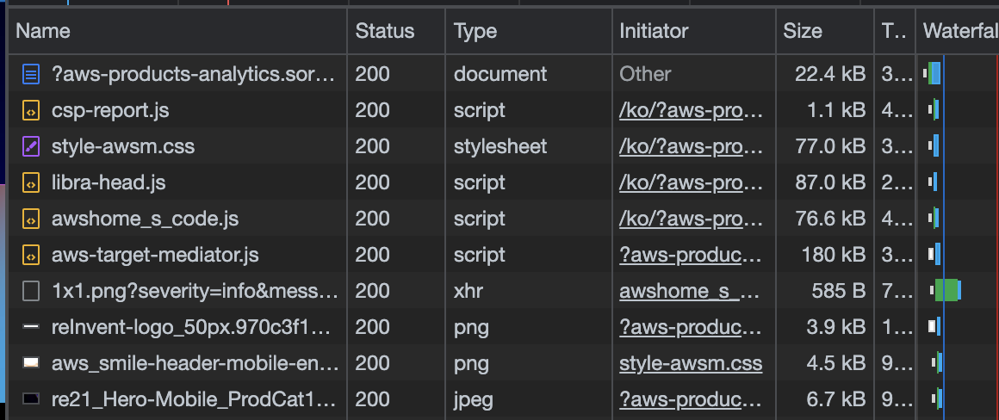 Name Status Type Initiator Size T.. Waterfal
?aws-products-analytics.sor... 200 document Other 22.4 kB 3...
csp-report.js 200 script /ko/?aws-pro... 1.1 kB 4...
style-awsm.css 200 stylesheet /ko/?aws-pro... 77.0 kB 3...
libra-head.js 200 script /ko/?aws-pro... 87.0 kB 2...
awshome_s_code.js 200 script /ko/?aws-pro... 76.6 kB 4...
aws-target-mediator.js 200 script ?aws-produc... 180 kB 3...
1x1.png?severity=info&mess... 200 xhr awshome_s_... 585 B 7...
reInvent-logo_50px.970c3f1... 200 png ?aws-produc... 3.9 kB 1...
aws_smile-header-mobile-en... 200 png style-awsm.css 4.5 kB 9...
re21_Hero-Mobile_ProdCat1... 200 jpeg ?aws-produc... 6.7 kB 9...